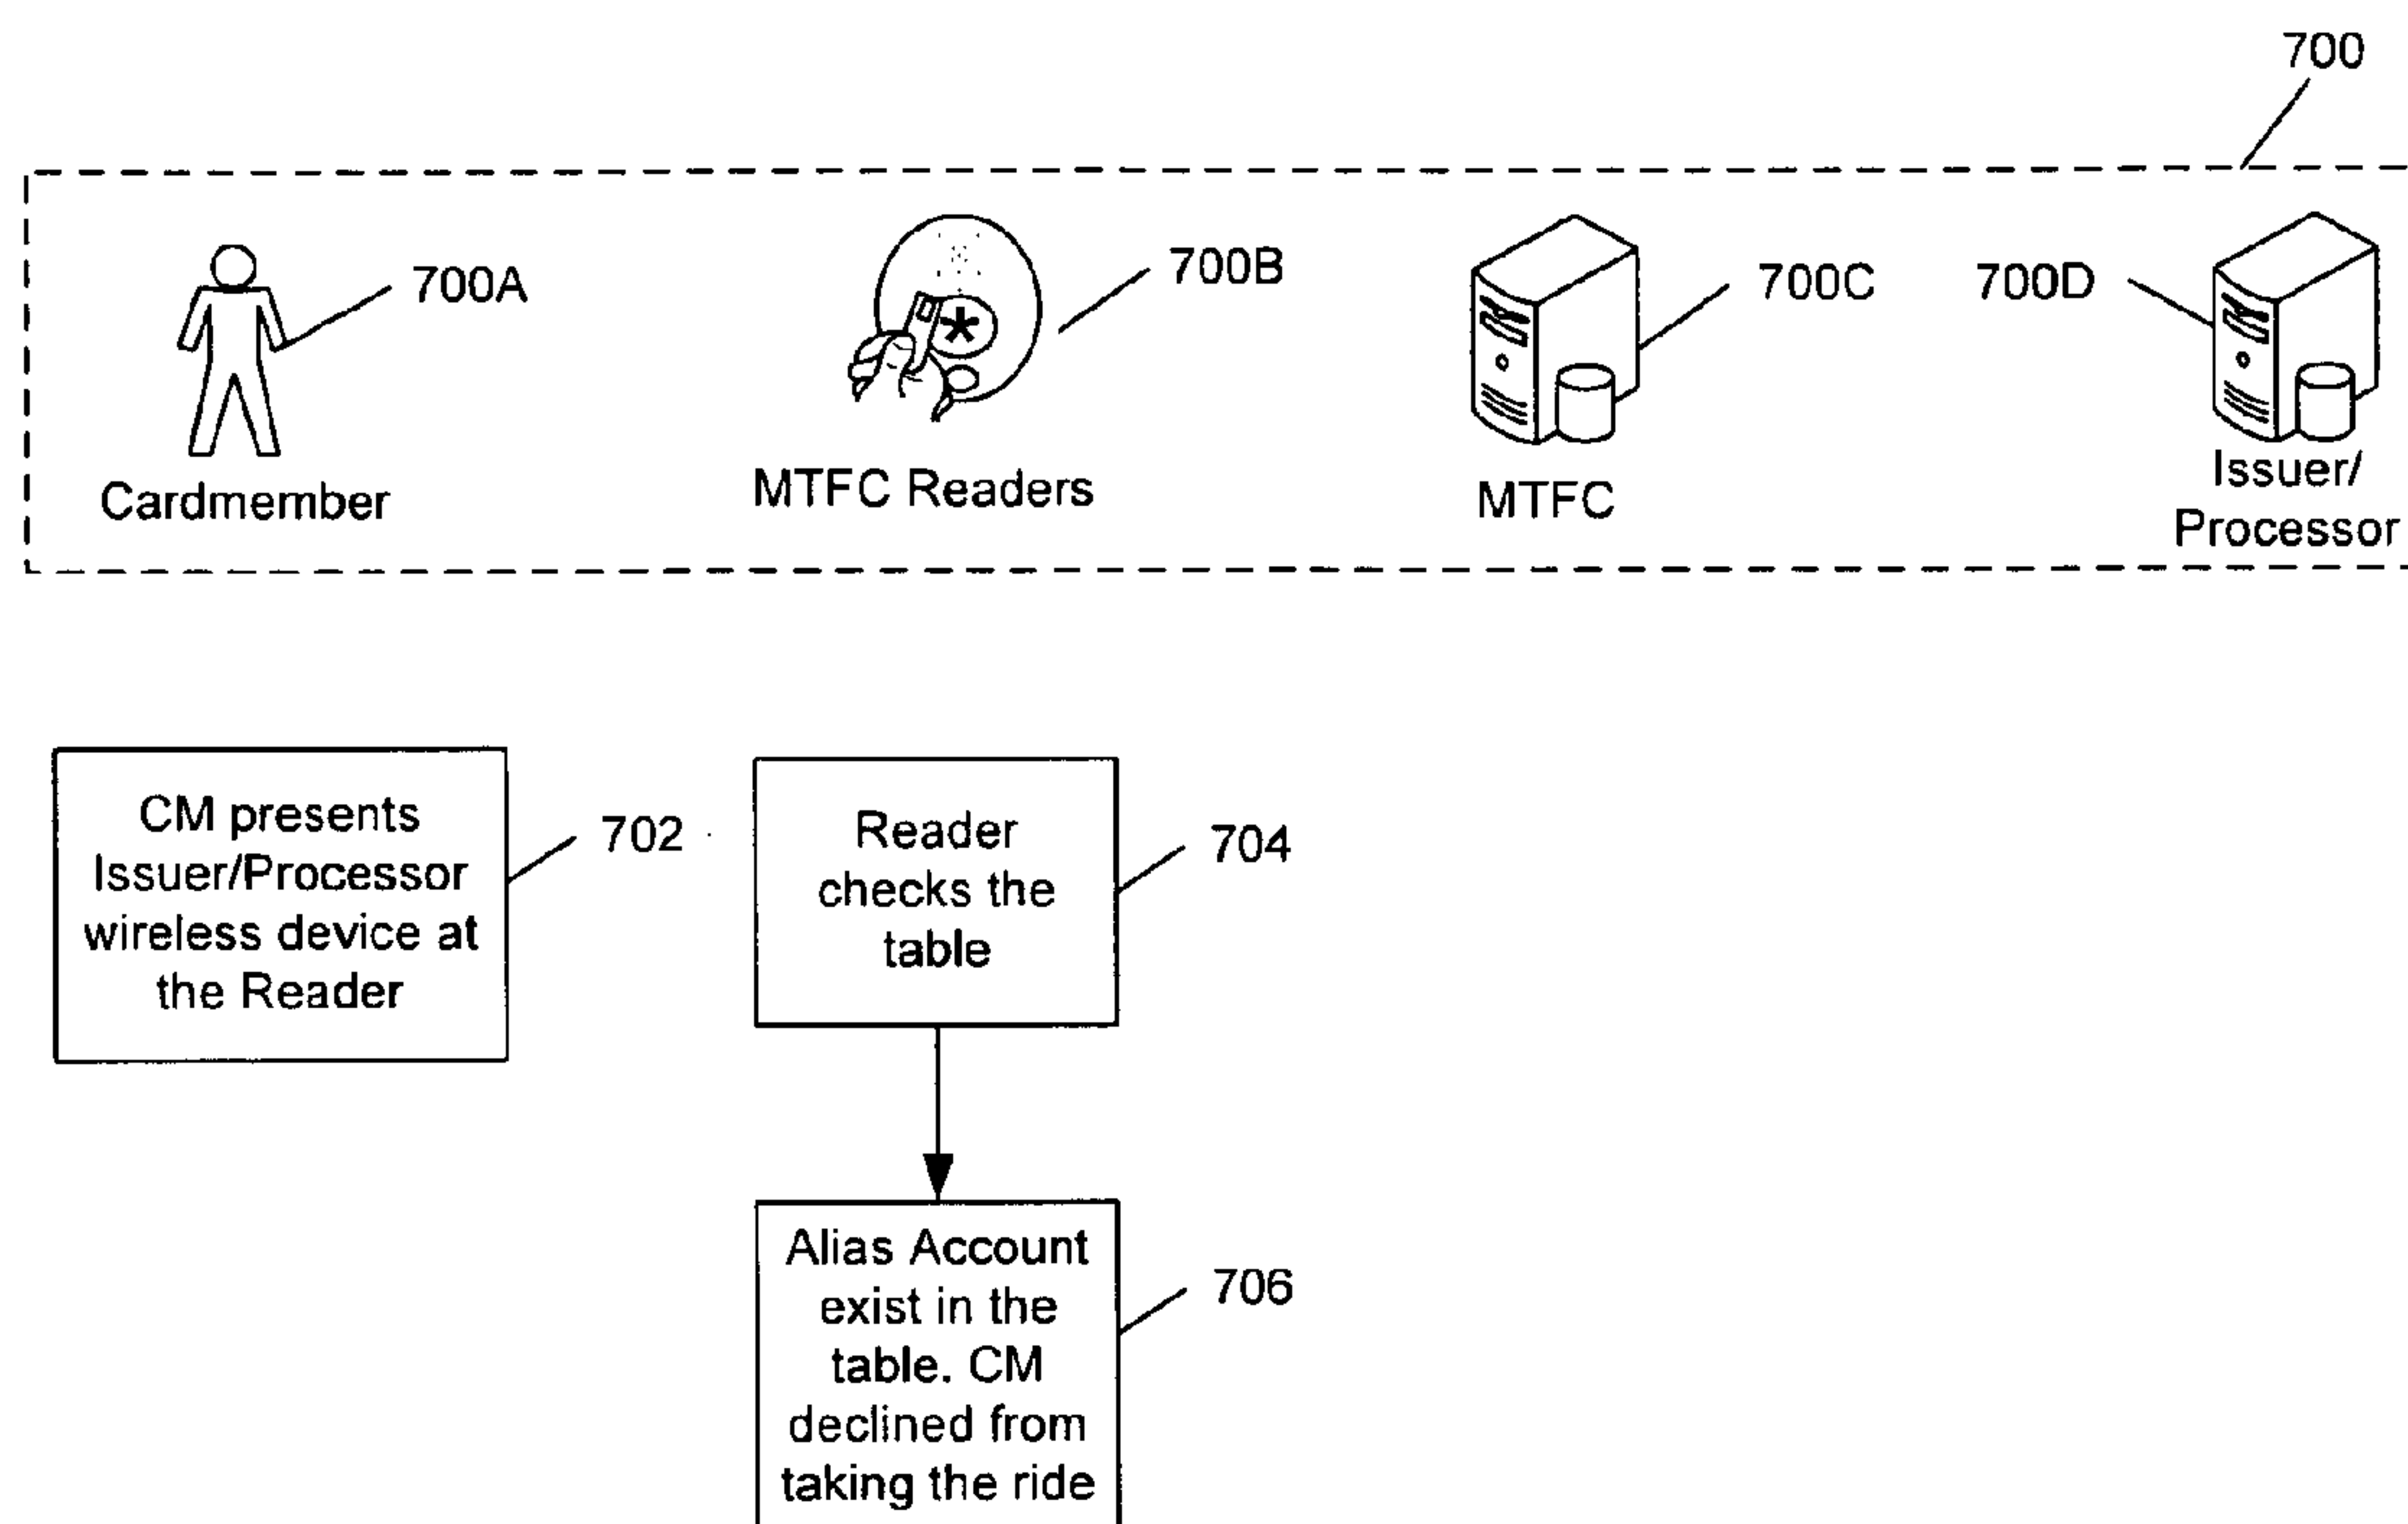 700
700A
700B
700C
700D
Cardmember
MTFC Readers
MTFC
Issuer/
Processor
CM presents
Issuer/Processor
wireless device at
the Reader
702
Reader
checks the
table
704
Alias Account
exist in the
table. CM
declined from
taking the ride
706